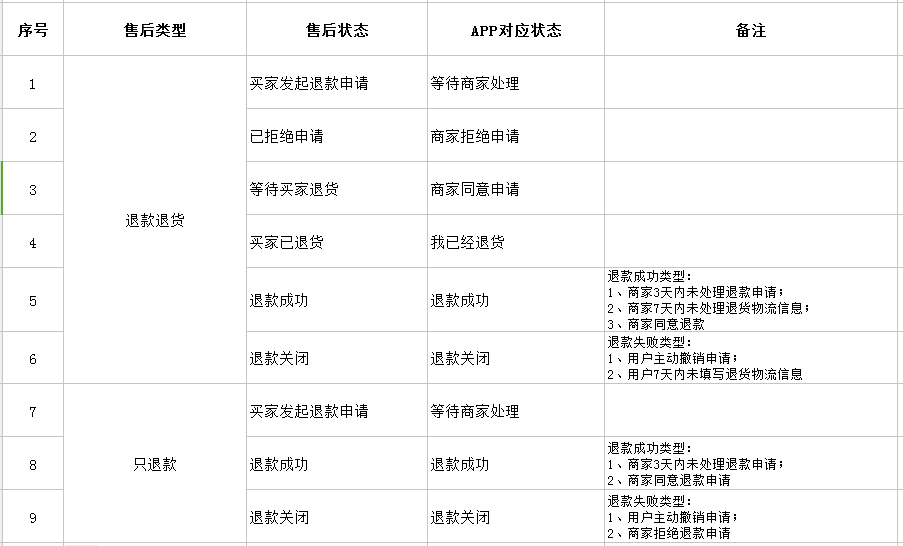 序号 售后类型 售后状态 APP对应状态 备注
1 买家发起退款申请 等待商家处理
2 已拒绝申请 商家拒绝申请
3 等待买家退货 商家同意申请
退款退货
4 买家已退货 我已经退货
5 退款成功 退款成功
退款成功类型：
1、商家3天内未处理退款申请；
2、商家7天内未处理退货物流信息；
3、商家同意退款
6 退款关闭 退款关闭
退款失败类型：
1、用户主动撤销申请；
2、用户7天内未填写退货物流信息
7 买家发起退款申请 等待商家处理
8 只退款 退款成功 退款成功
退款成功类型：
1、商家3天内未处理退款申请；
2、商家同意退款申请
9 退款关闭 退款关闭
退款失败类型：
1、用户主动撤销申请；
2、商家拒绝退款申请